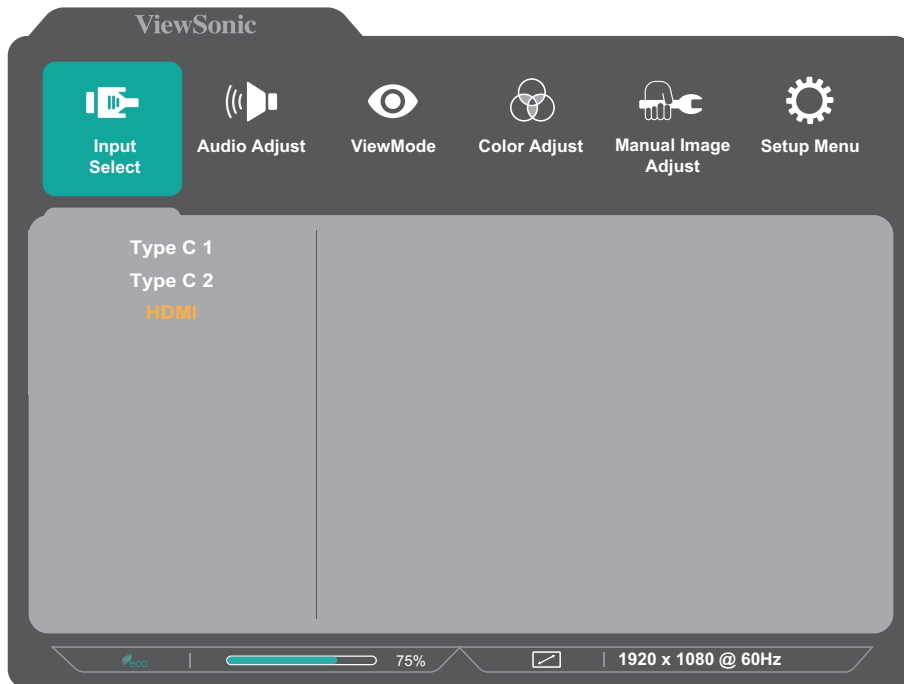 ViewSonic
Input
Select
Audio Adjust
ViewMode
Color Adjust
Manual Image
Adjust
Setup Menu
Type C 1
Type C 2
HDMI
eco
75%
1920 x 1080 @ 60Hz